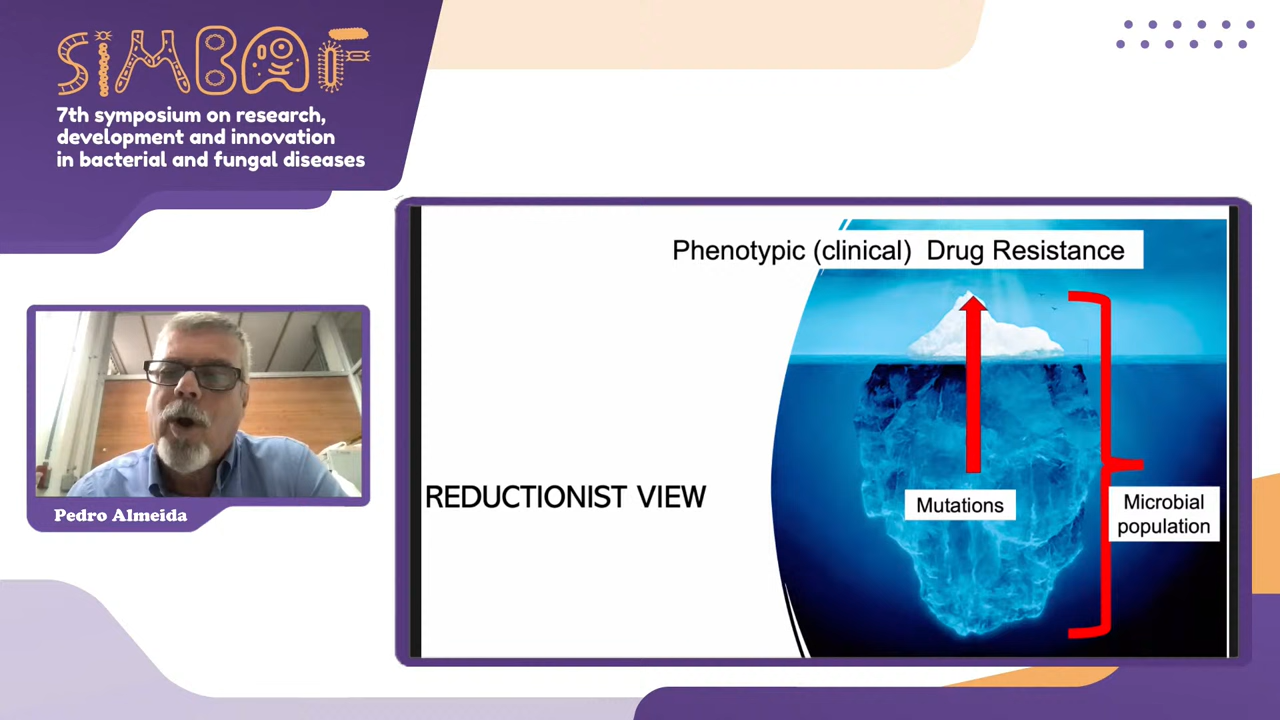 SIMBAF
7th symposium on research,
development and innovation
in bacterial and fungal diseases
Phenotypic (clinical) Drug Resistance
REDUCTIONIST VIEW
Mutations
Microbial
population
Pedro Almeida